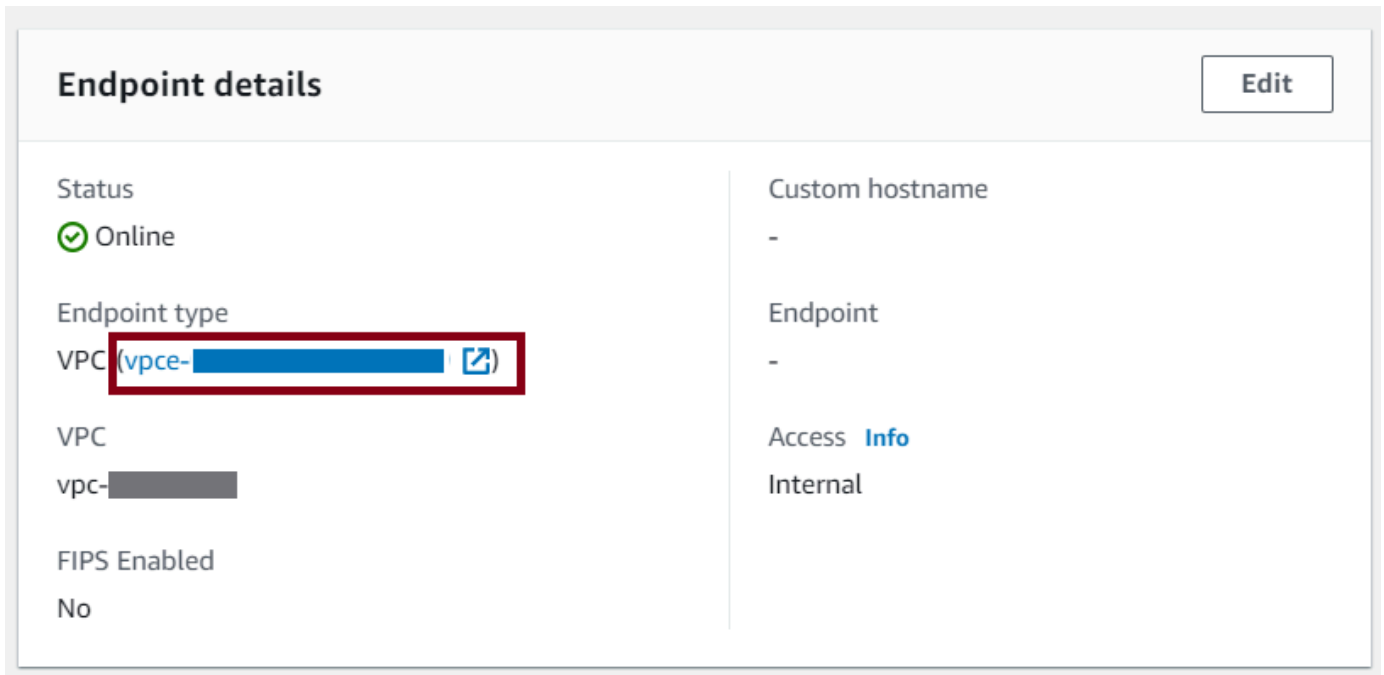 Endpoint details
Edit
Status
Online
Endpoint type
VPC (vpce- )
VPC
vpc-
FIPS Enabled
No
Custom hostname
-
Endpoint
-
Access Info
Internal